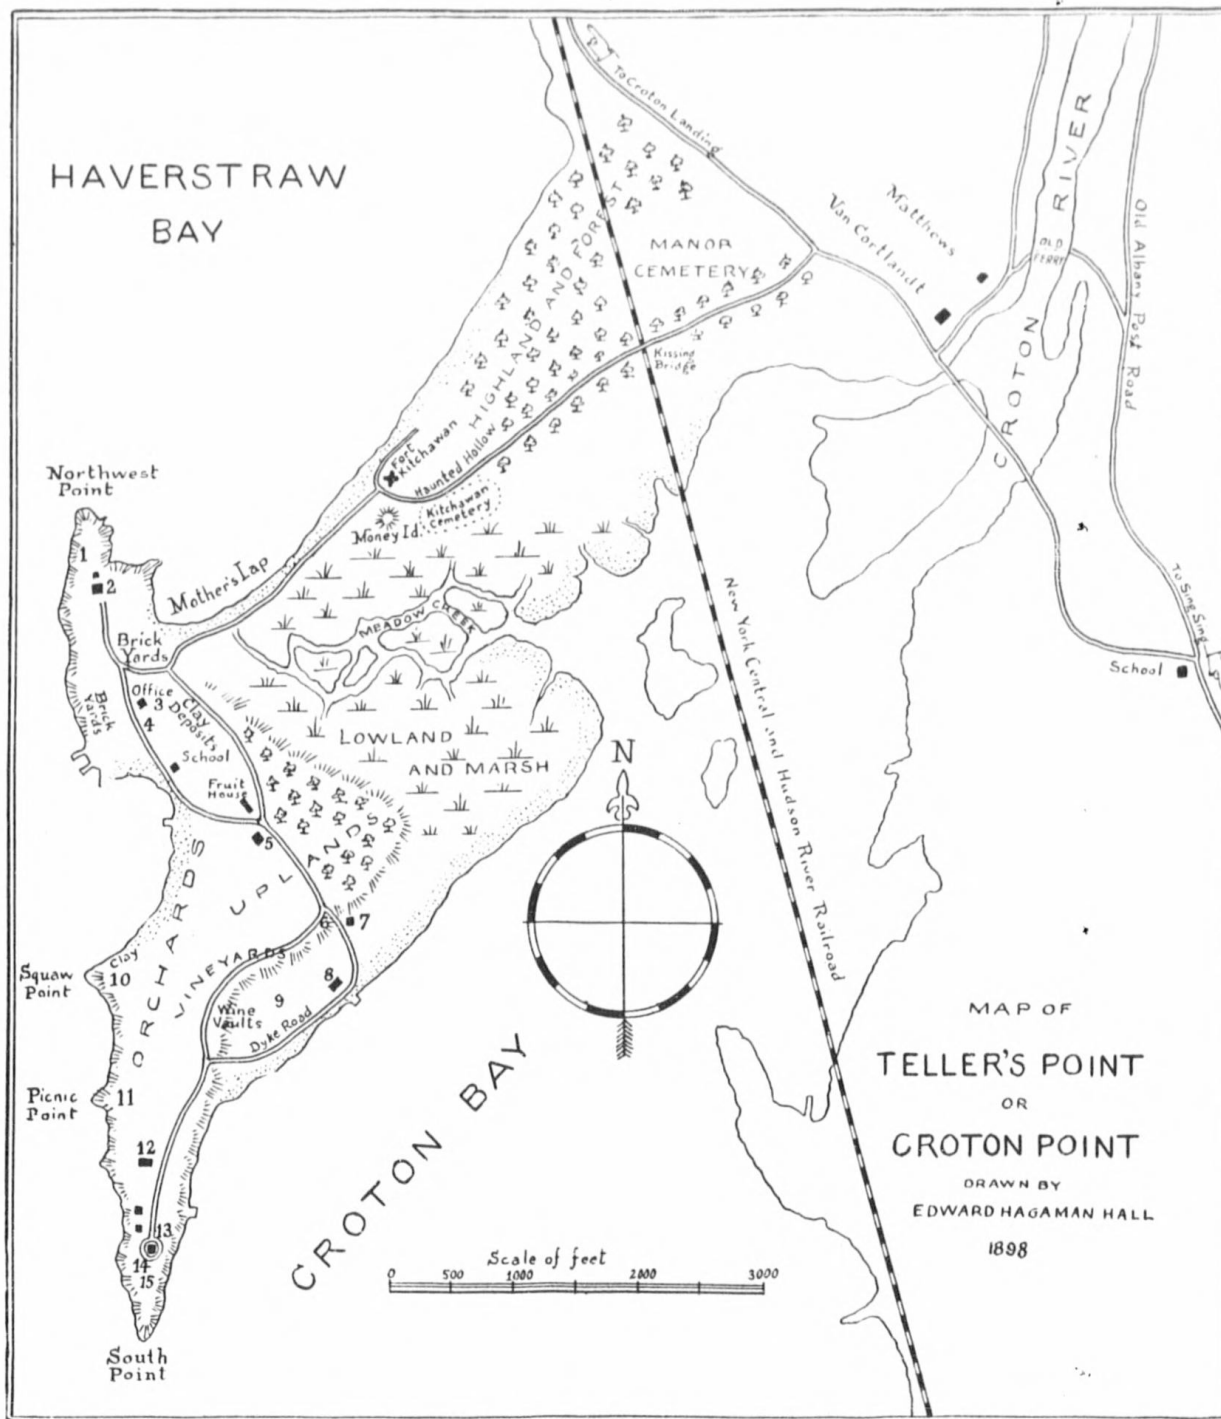 HAVERSTRAW
BAY
To Croton Landing
MANOR
CEMETERY
HIGHLAND AND FOREST
Van Cortlandt
Matthews
OLD
FERRY
CROTON RIVER
Old Albany Post Road
Kissing
Bridge
Fort
Kitchawan
Haunted Hollow
Kitchawan
Cemetery
Money Id.
Northwest
Point
1
2
Mother's Lap
MEADOW CREEK
Brick
Yards
Brick
Yards
Office
3
4
Clay
Deposits
School
Fruit
House
5
LOWLAND
AND MARSH
UPLANDS
ORCHARDS
VINEYARDS
6
7
8
9
Wine
Vaults
Dyke Road
Clay
10
Squaw
Point
Picnic
Point
11
12
13
14
15
South
Point
N
New York Central and Hudson River Railroad
To Sing Sing
School
CROTON BAY
Scale of feet
0 500 1000 2000 3000
MAP OF
TELLER'S POINT
OR
CROTON POINT
DRAWN BY
EDWARD HAGAMAN HALL
1898